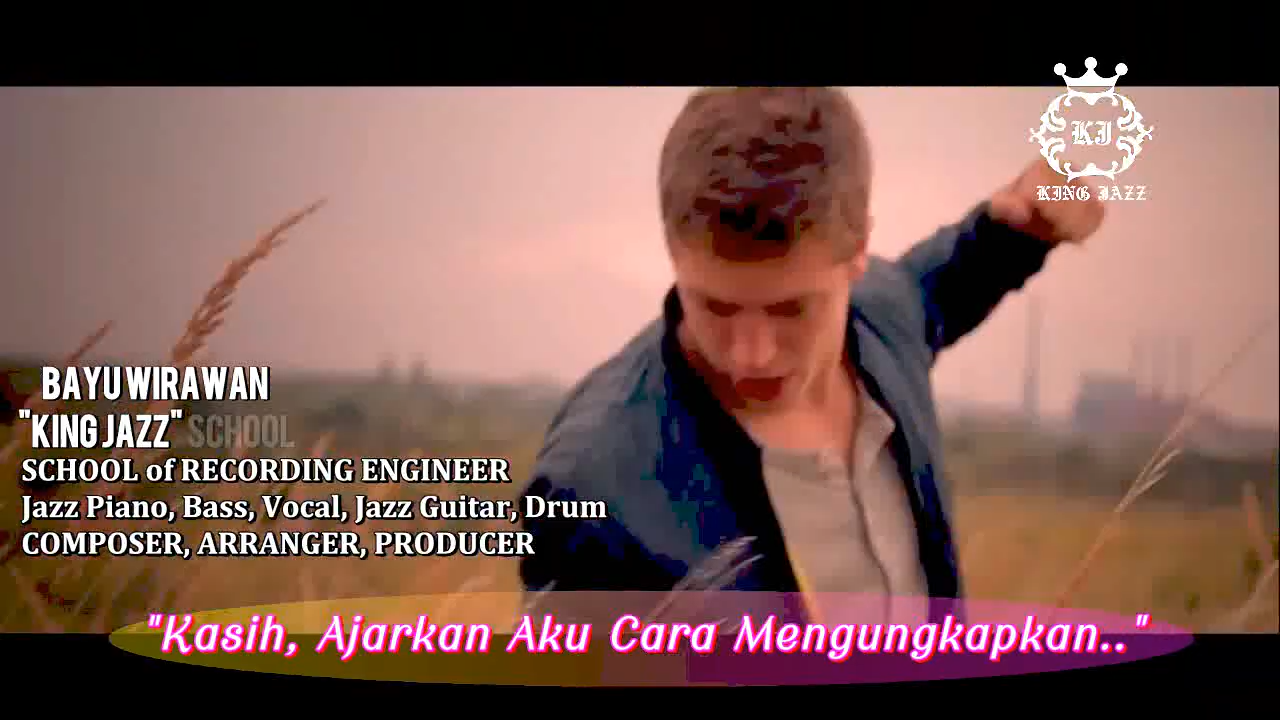 KJ
KING JAZZ
BAYU WIRAWAN
"KING JAZZ" SCHOOL
SCHOOL of RECORDING ENGINEER
Jazz Piano, Bass, Vocal, Jazz Guitar, Drum
COMPOSER, ARRANGER, PRODUCER
"Kasih, Ajarkan Aku Cara Mengungkapkan.."